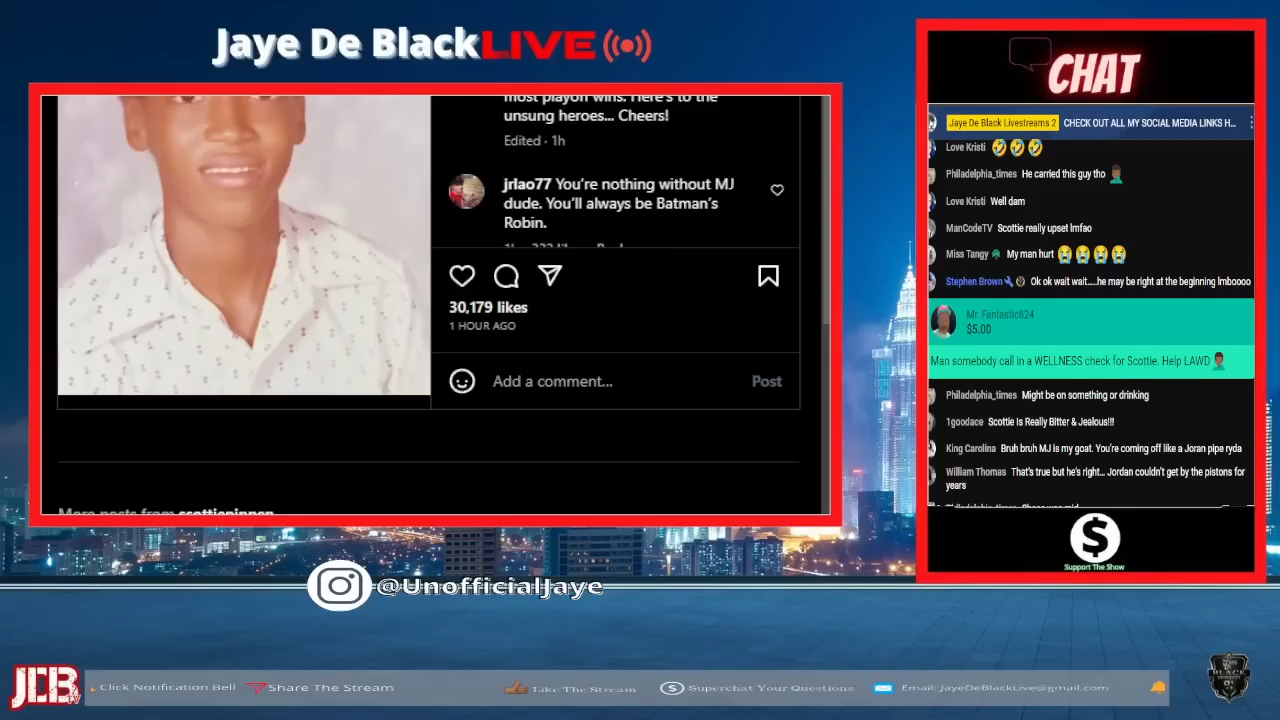 Jaye De BlackLIVE
most playoff wins. Here's to the
unsung heroes... Cheers!
Edited · 1h
jrlao77 You're nothing without MJ
dude. You'll always be Batman's
Robin.
30,179 likes
1 HOUR AGO
Add a comment... Post
More posts from scottiepippen
@UnofficialJaye
CHAT
Jaye De Black Livestreams 2 CHECK OUT ALL MY SOCIAL MEDIA LINKS H...
Love Kristi 🤣🤣🤣
Philadelphia_times He carried this guy tho 🤦🏾‍♂️
Love Kristi Well dam
ManCodeTV Scottie really upset lmfao
Miss Tangy My man hurt 😭😭😭😭
Stephen Brown Ok ok wait wait.....he may be right at the beginning lmboooo
Mr. Fantastic824
$5.00
Man somebody call in a WELLNESS check for Scottie. Help LAWD 🤦🏾‍♂️
Philadelphia_times Might be on something or drinking
1goodace Scottie Is Really Bitter & Jealous!!!
King Carolina Bruh bruh MJ is my goat. You're coming off like a Joran pipe ryda
William Thomas That's true but he's right... Jordan couldn't get by the pistons for
years
$
Support The Show
JDB TV
Click Notification Bell Share The Stream Like The Stream Superchat Your Questions Email: JayeDeBlackLive@gmail.com
BLACK